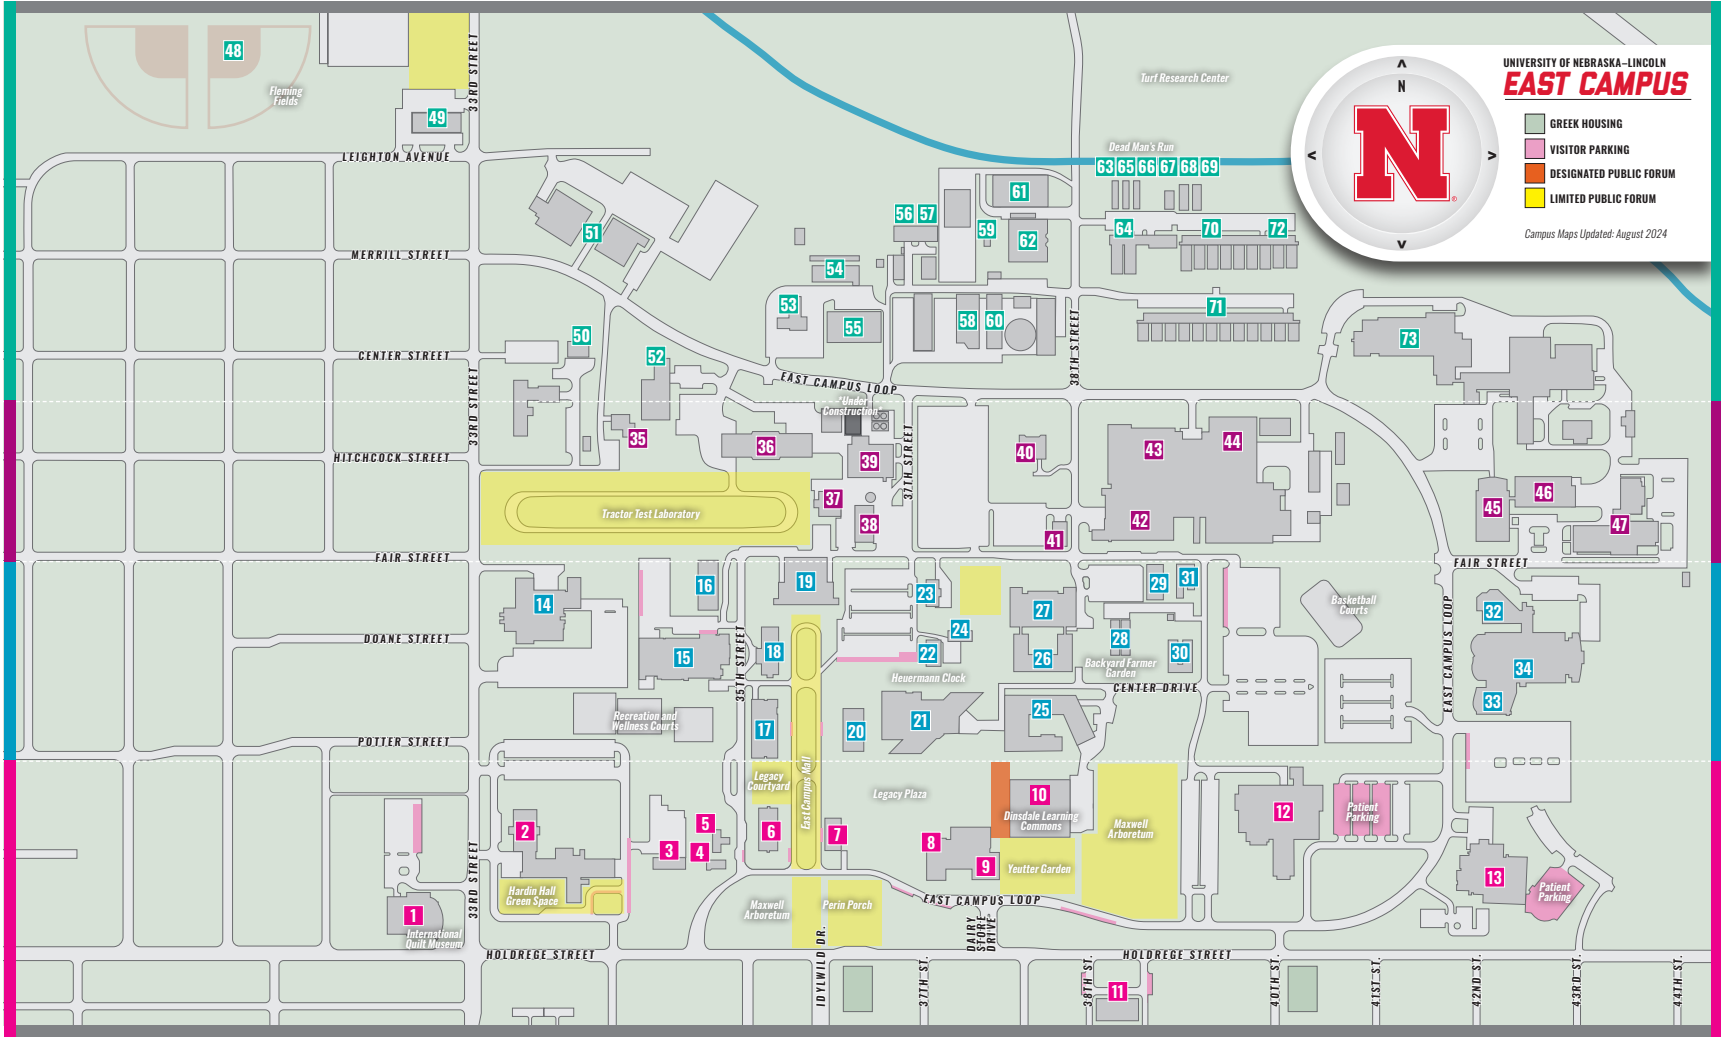 UNIVERSITY OF NEBRASKA–LINCOLN
EAST CAMPUS
GREEK HOUSING
VISITOR PARKING
DESIGNATED PUBLIC FORUM
LIMITED PUBLIC FORUM
Campus Maps Updated: August 2024
N
N
48
Fleming
Fields
33RD STREET
49
Turf Research Center
Dead Man's Run
LEIGHTON AVENUE
63 65 66 67 68 69
61
56 57
59
62
64
70
72
51
MERRILL STREET
54
53
55
58
60
71
50
52
73
CENTER STREET
33RD STREET
38TH STREET
EAST CAMPUS LOOP
"Under
Construction"
35
36
39
37TH STREET
40
43
44
HITCHCOCK STREET
37
38
41
42
45
46
47
Tractor Test Laboratory
FAIR STREET
FAIR STREET
14
16
19
23
27
29
31
Basketball
Courts
32
24
28
DOANE STREET
15
18
35TH STREET
22
26
30
34
Backyard Farmer
Garden
Heuermann Clock
CENTER DRIVE
EAST CAMPUS LOOP
33
Recreation and
Wellness Courts
17
20
21
25
POTTER STREET
Legacy
Courtyard
East Campus Mall
Legacy Plaza
10
Dinsdale Learning
Commons
Maxwell
Arboretum
12
Patient
Parking
2
5
3
4
6
7
8
9
Yeutter Garden
13
Patient
Parking
33RD STREET
Hardin Hall
Green Space
Maxwell
Arboretum
Perin Porch
EAST CAMPUS LOOP
1
International
Quilt Museum
DAIRY
STORE
DRIVE
HOLDREGE STREET
HOLDREGE STREET
IDYLWILD DR.
37TH ST.
38TH ST.
11
40TH ST.
41ST ST.
42ND ST.
43RD ST.
44TH ST.